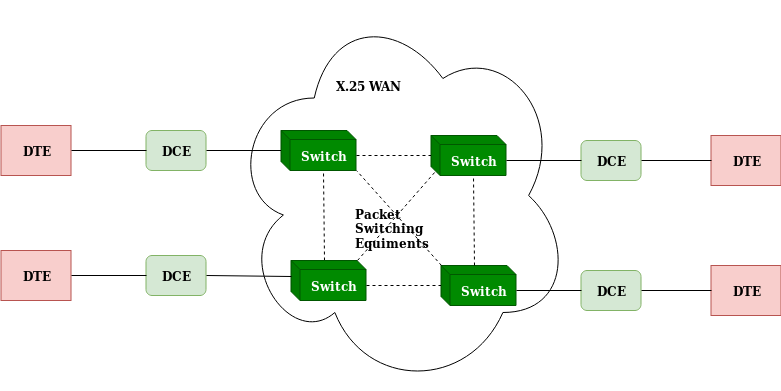 X.25 WAN
DTE
DCE
Switch
Switch
DCE
DTE
Packet
Switching
Equiments
DTE
DCE
Switch
Switch
DCE
DTE